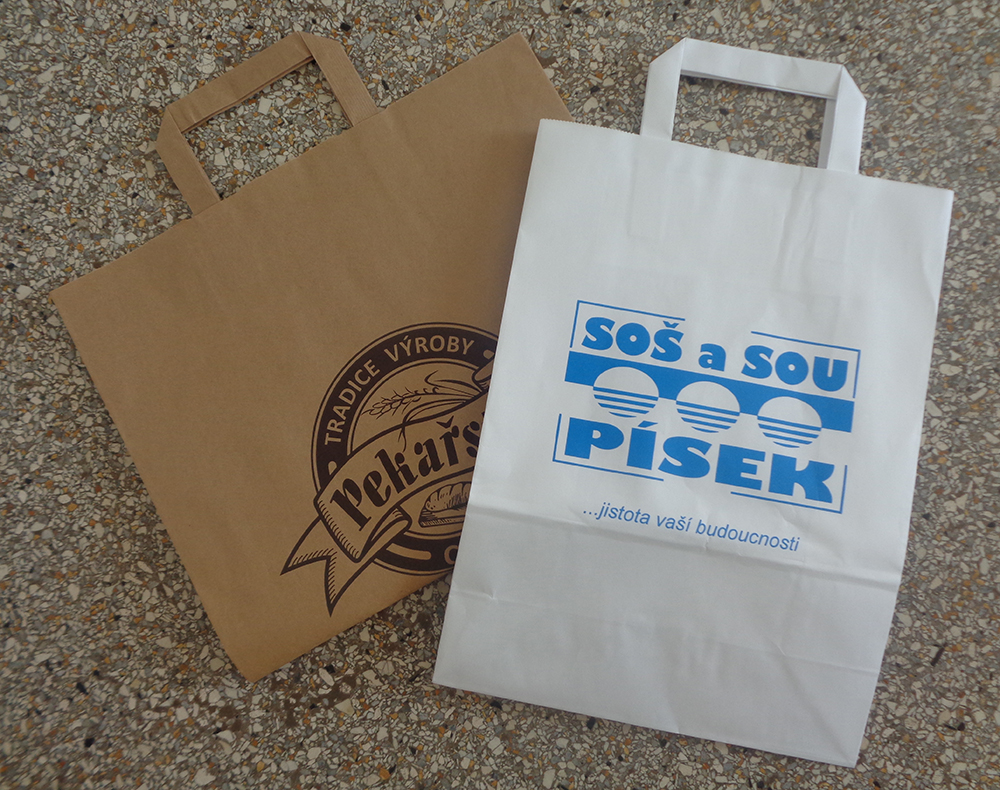 TRADICE VÝROBY
SOŠ a SOU
PÍSEK
...jistota vaší budoucnosti